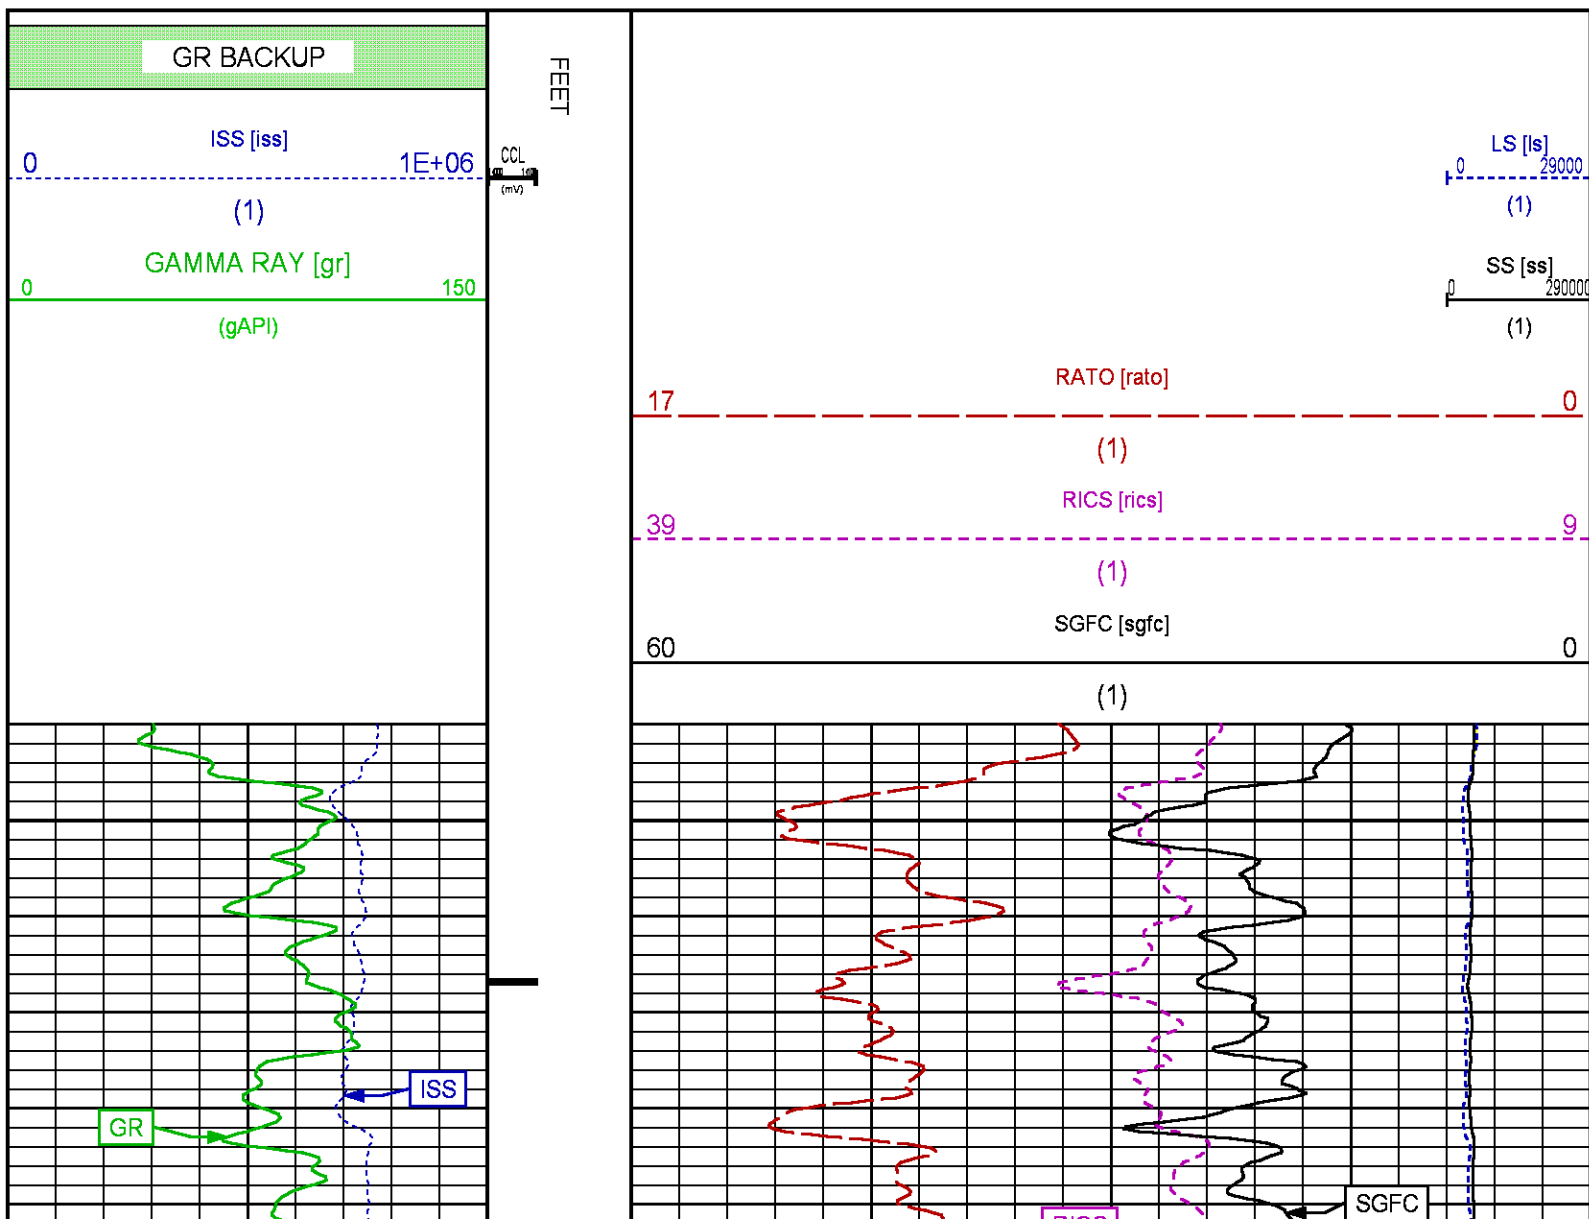 GR BACKUP
FEET
ISS [iss]
0 1E+06
(1)
CCL
(mV)
GAMMA RAY [gr]
0 150
(gAPI)
LS [ls]
0 29000
(1)
SS [ss]
0 290000
(1)
RATO [rato]
17 0
(1)
RICS [rics]
39 9
(1)
SGFC [sgfc]
60 0
(1)
ISS
GR
SGFC
RICS